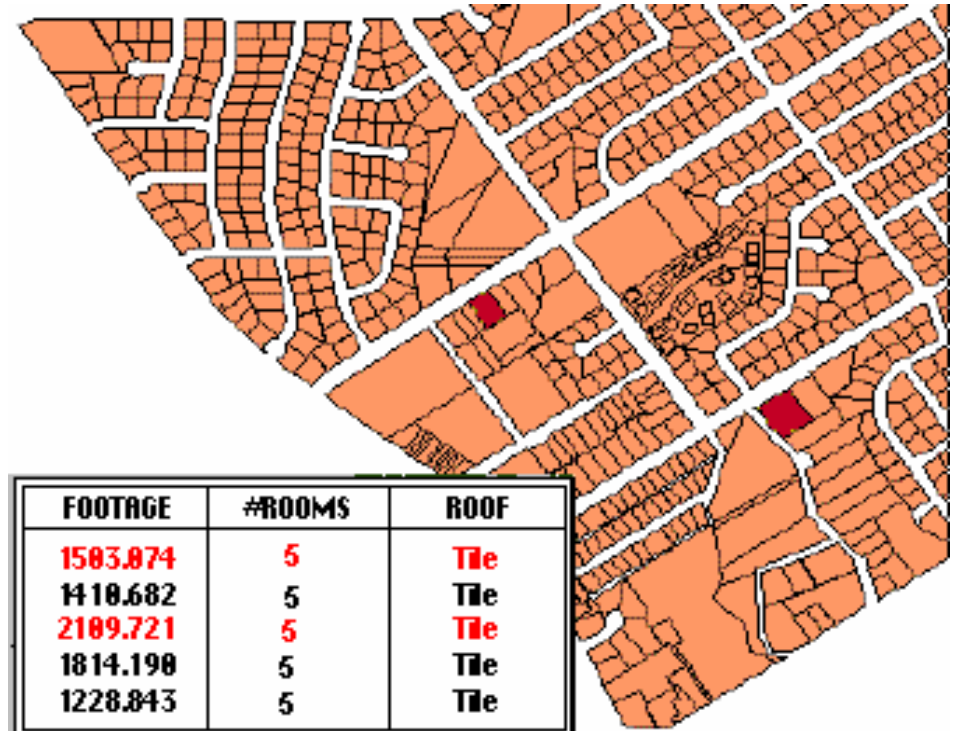 FOOTAGE #ROOMS ROOF
1503.074 5 Tile
1410.682 5 Tile
2109.721 5 Tile
1814.190 5 Tile
1228.843 5 Tile